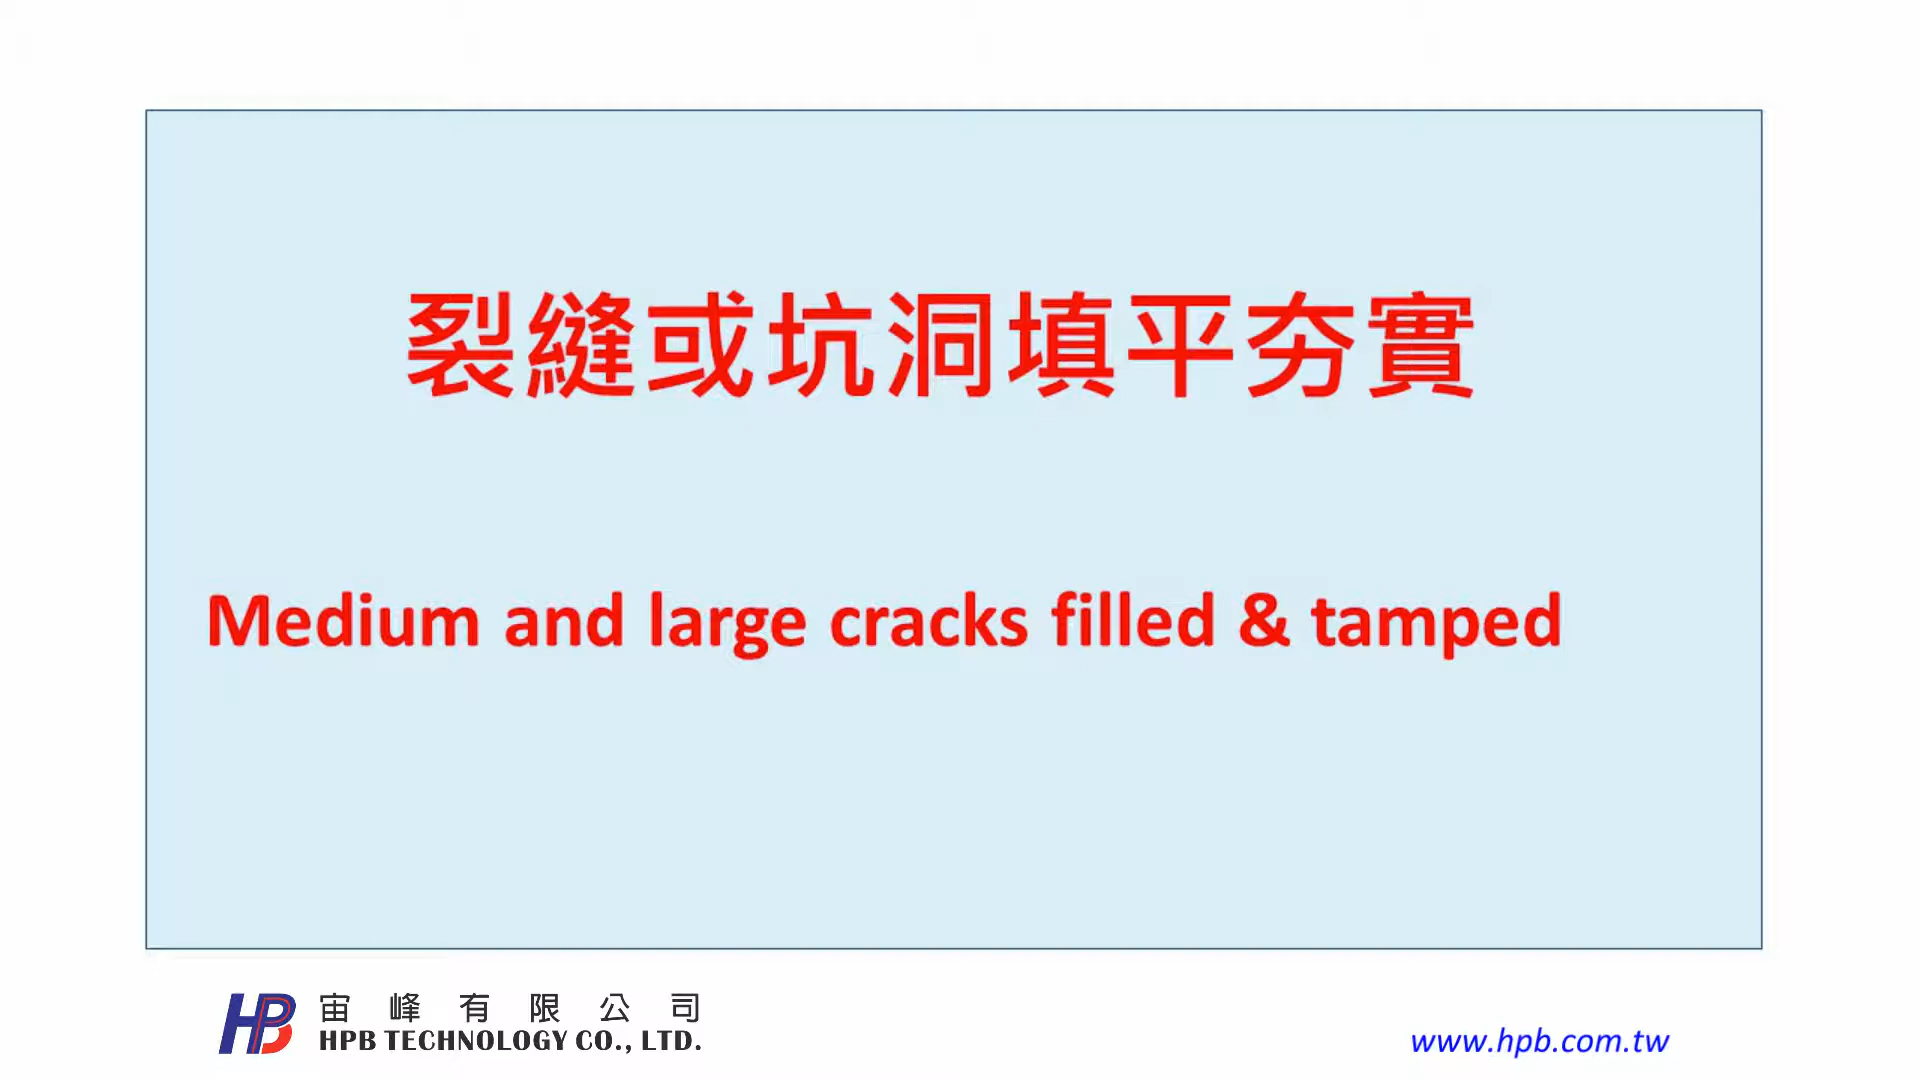 裂縫或坑洞填平夯實
Medium and large cracks filled & tamped
HPB
宙峰有限公司
HPB TECHNOLOGY CO., LTD.
www.hpb.com.tw